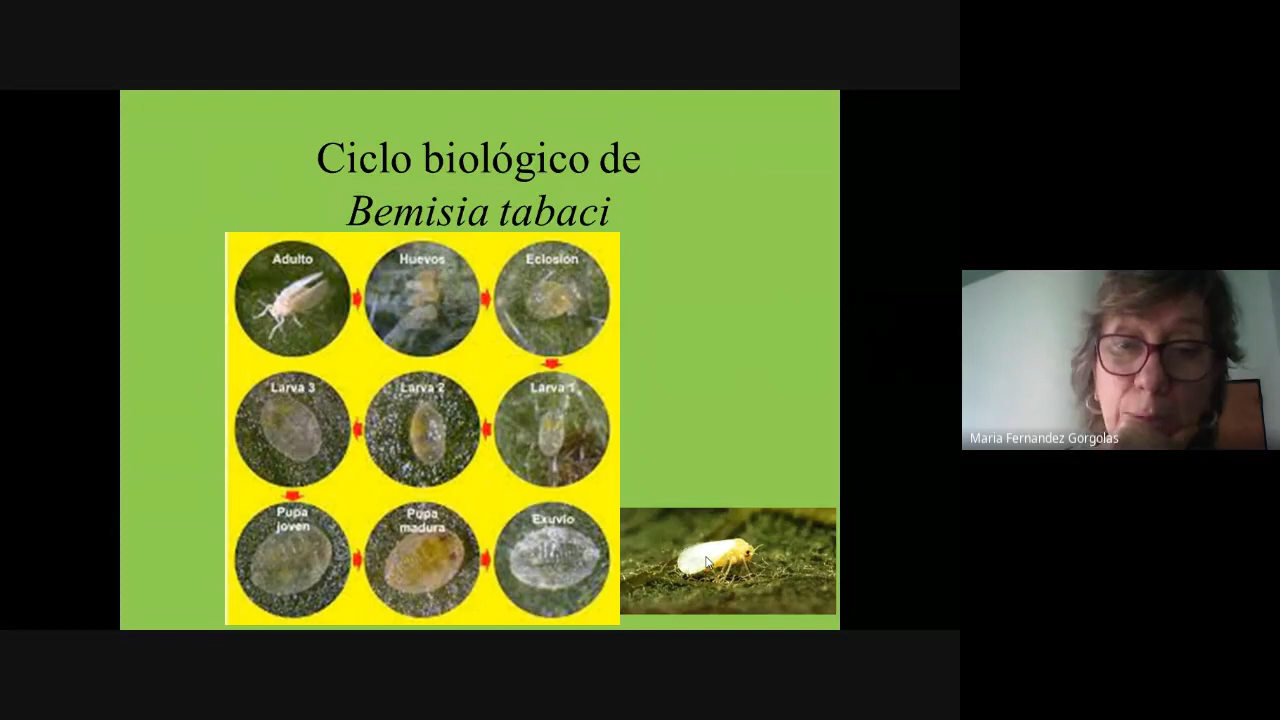 Ciclo biológico de
Bemisia tabaci
Adulto
Huevos
Eclosión
Larva 3
Larva 2
Larva 1
Pupa
joven
Pupa
madura
Exuvio
Maria Fernandez Gorgolas